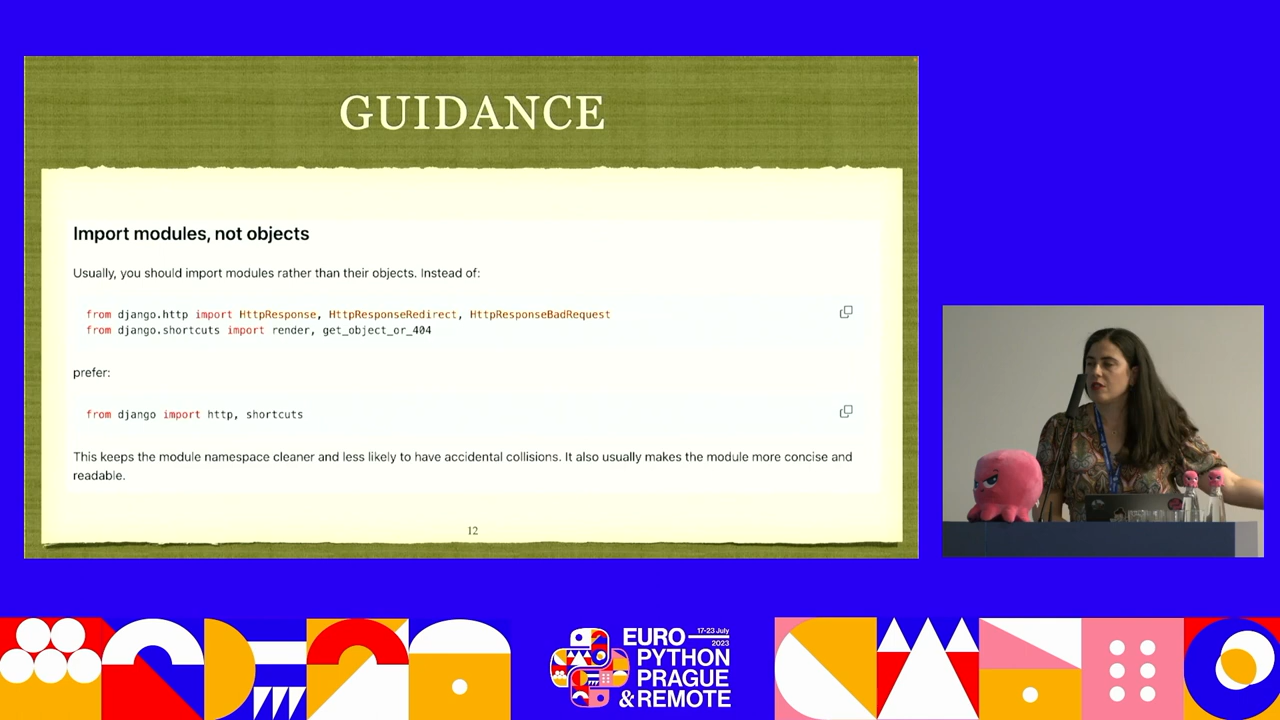 GUIDANCE
Import modules, not objects
Usually, you should import modules rather than their objects. Instead of:
from django.http import HttpResponse, HttpResponseRedirect, HttpResponseBadRequest
from django.shortcuts import render, get_object_or_404
prefer:
from django import http, shortcuts
This keeps the module namespace cleaner and less likely to have accidental collisions. It also usually makes the module more concise and
readable.
12
EURO 17-23 July
2023
PYTHON
PRAGUE
& REMOTE